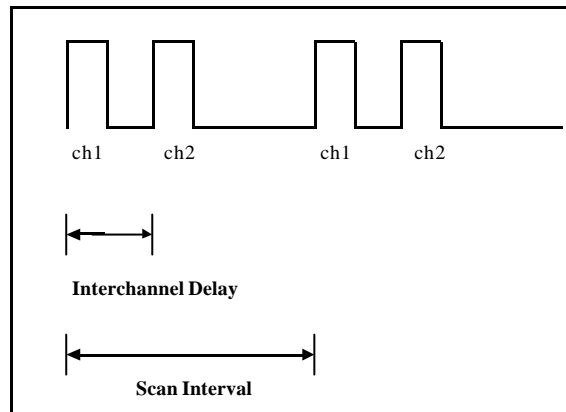 ch1 ch2 ch1 ch2
Interchannel Delay
Scan Interval